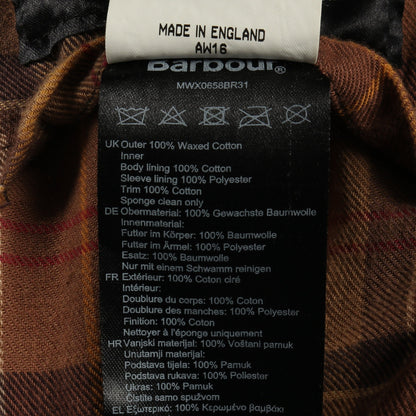 MADE IN ENGLAND
AW16
Barbour®
MWX0658BR31
UK Outer 100% Waxed Cotton
Inner
Body lining 100% Cotton
Sleeve lining 100% Polyester
Trim 100% Cotton
Sponge clean only
DE Obermaterial: 100% Gewachste Baumwolle
Innenmaterial:
Futter im Körper: 100% Baumwolle
Futter im Ärmel: 100% Polyester
Esatz: 100% Baumwolle
Nur mit einem Schwamm reinigen
FR Extérieur: 100% Coton ciré
Intérieur:
Doublure du corps: 100% Coton
Doublure des manches: 100% Polyester
Finition: 100% Coton
Nettoyer à l'éponge uniquement
HR Vanjski materijal: 100% Voštani pamuk
Unutarnji materijal:
Podstava tijela: 100% Pamuk
Podstava rukava: 100% Poliester
Ukras: 100% Pamuk
Čistite samo spužvom
EL Εξωτερικό: 100% Κερωμένο βαμβάκι